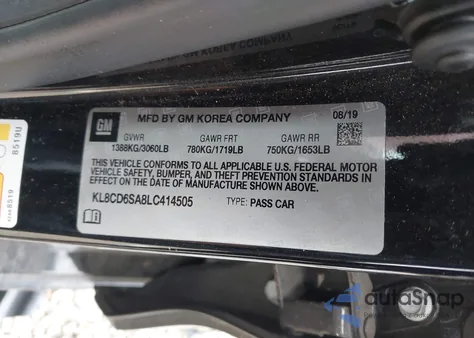 MFD BY GM KOREA COMPANY 08/19
GM
GVWR GAWR FRT GAWR RR
1388KG/3060LB 780KG/1719LB 750KG/1653LB
THIS VEHICLE CONFORMS TO ALL APPLICABLE U.S. FEDERAL MOTOR
VEHICLE SAFETY, BUMPER, AND THEFT PREVENTION STANDARDS IN
EFFECT ON THE DATE OF MANUFACTURE SHOWN ABOVE.
KL8CD6SA8LC414505 TYPE: PASS CAR
8519U
autoSnap